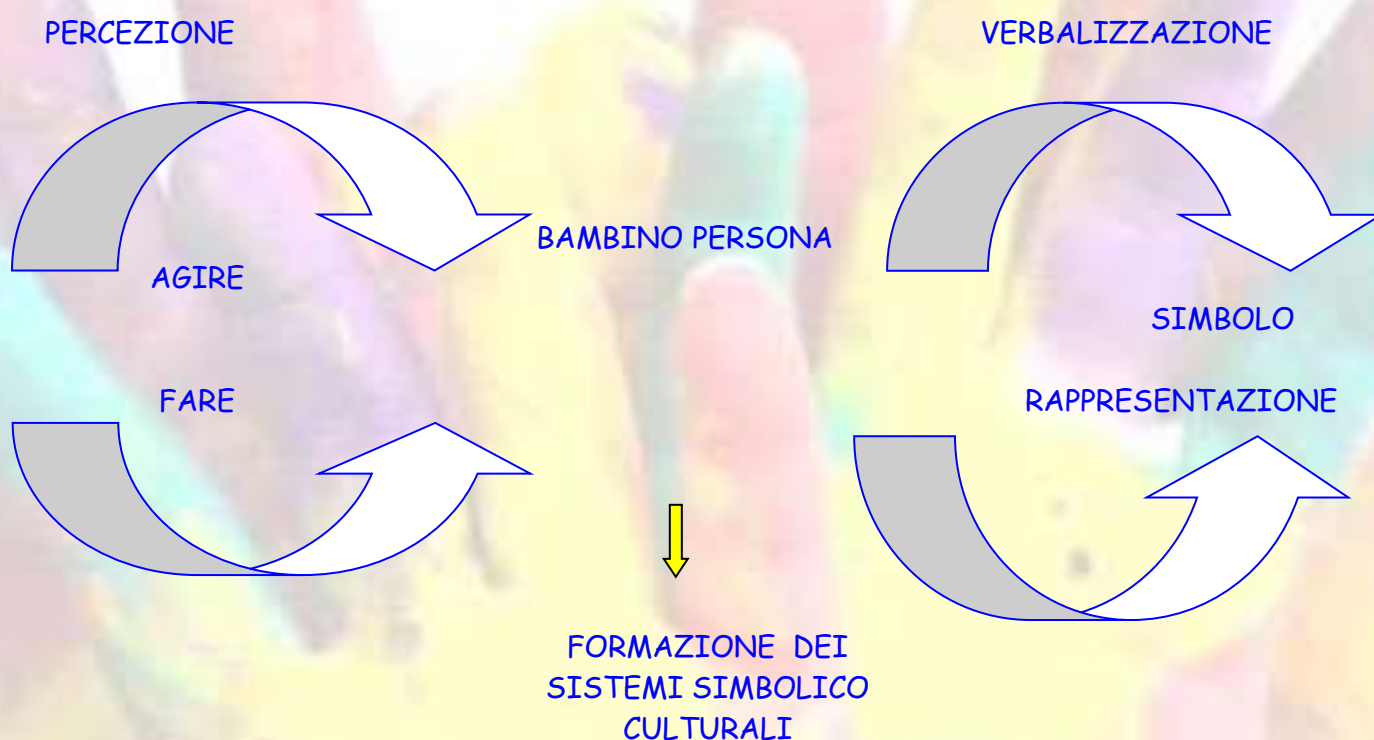 PERCEZIONE
VERBALIZZAZIONE
BAMBINO PERSONA
AGIRE
SIMBOLO
FARE
RAPPRESENTAZIONE
FORMAZIONE DEI
SISTEMI SIMBOLICO
CULTURALI